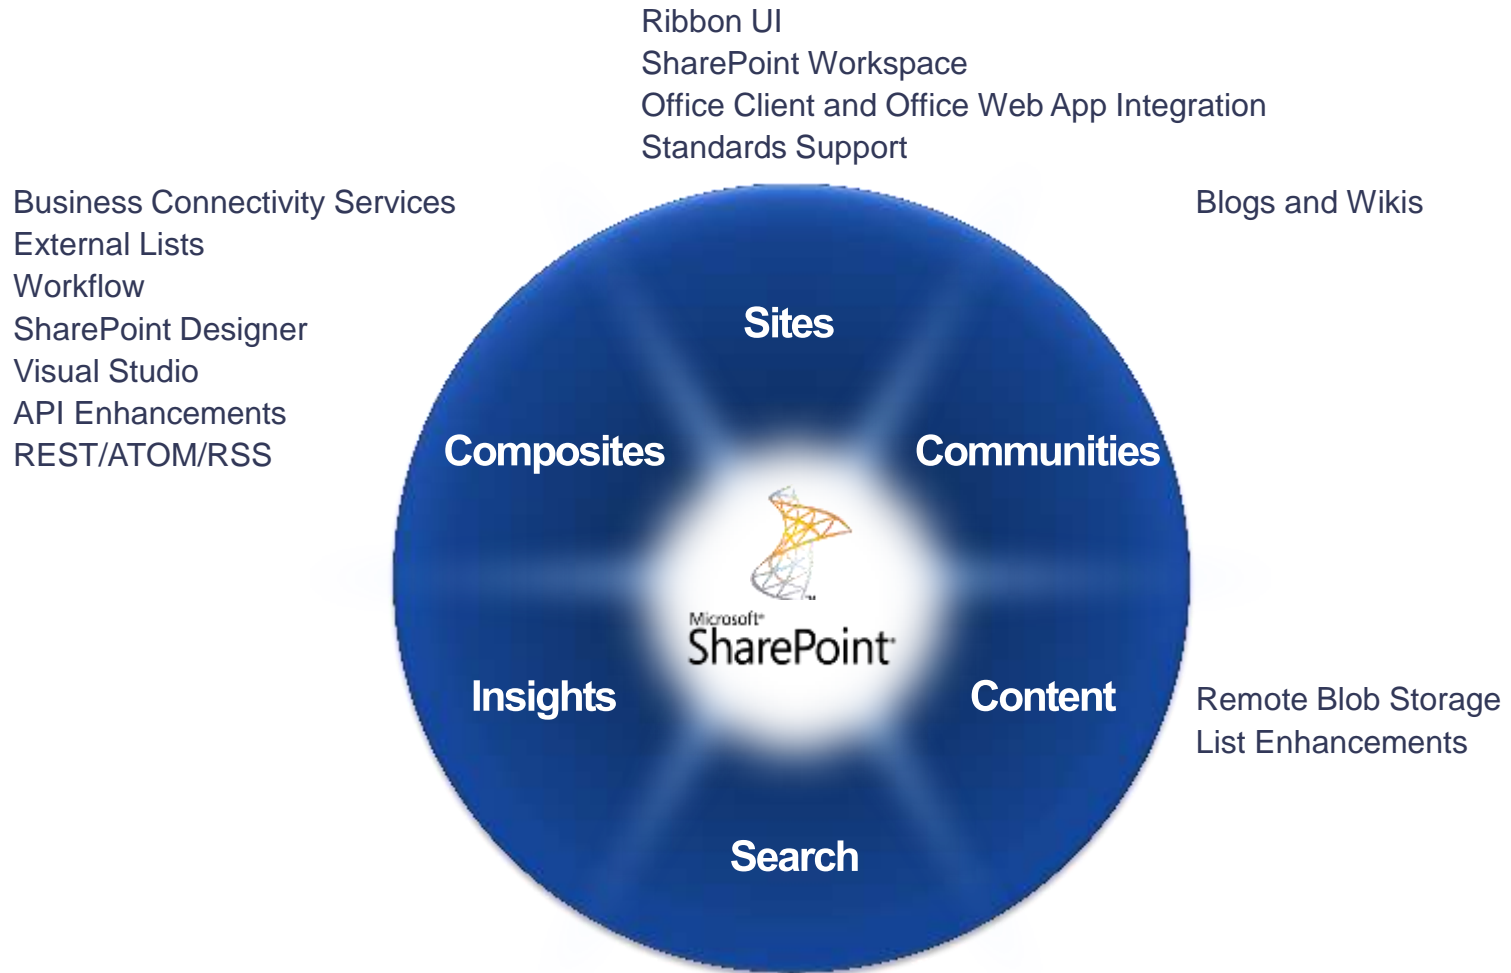 Ribbon UI
SharePoint Workspace
Office Client and Office Web App Integration
Standards Support
Business Connectivity Services
External Lists
Workflow
SharePoint Designer
Visual Studio
API Enhancements
REST/ATOM/RSS
Blogs and Wikis
Sites
Composites
Communities
™
Microsoft®
SharePoint®
Insights
Content
Remote Blob Storage
List Enhancements
Search